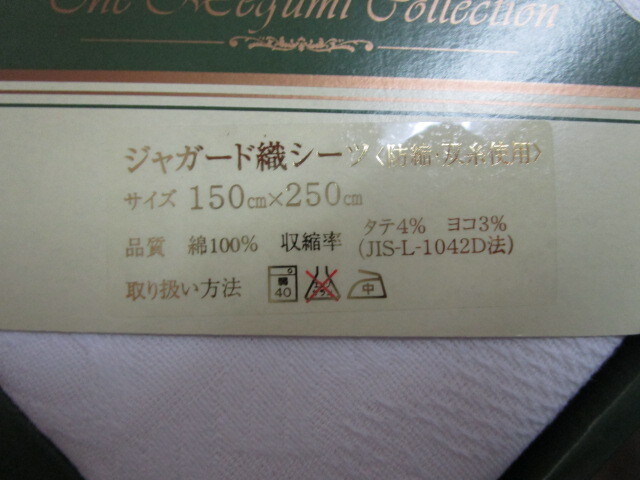 The Megumi Collection
ジャガード織シーツ〈防縮・双糸使用〉
サイズ 150cm×250cm
品質 綿100% 収縮率 タテ4% ヨコ3%
(JIS-L-1042D法)
取り扱い方法 40 中